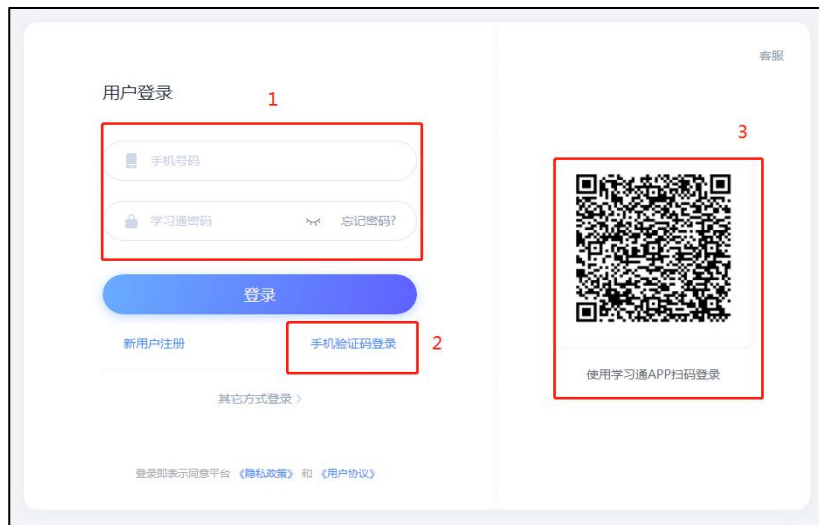 客服
用户登录
1
手机号码
学习通密码
忘记密码?
登录
新用户注册
手机验证码登录
2
其它方式登录 >
登录即表示同意平台 《隐私政策》 和 《用户协议》
3
使用学习通APP扫码登录